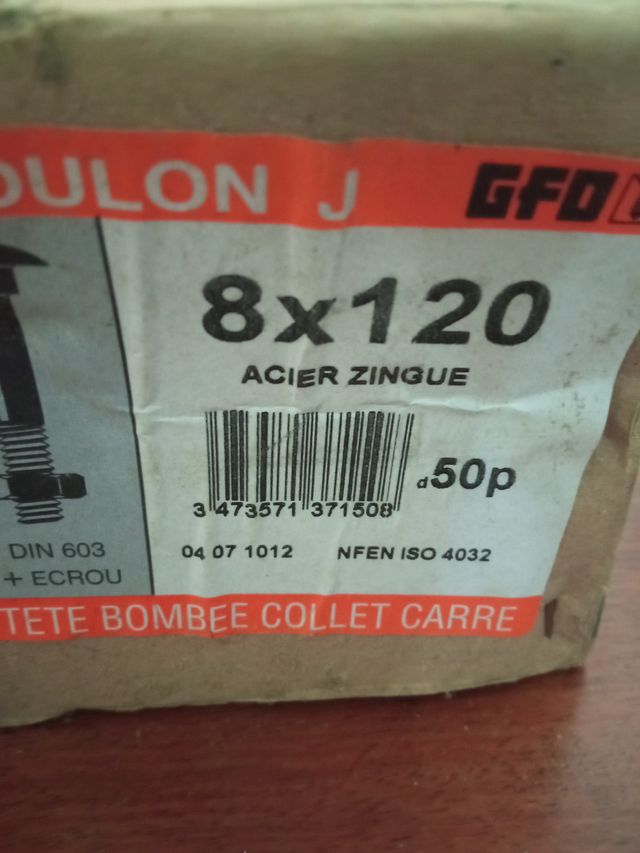 OULON J
GFD
8x120
ACIER ZINGUE
d50p
3 473571 371508
DIN 603
+ ECROU
04 07 1012 NFEN ISO 4032
TETE BOMBEE COLLET CARRE